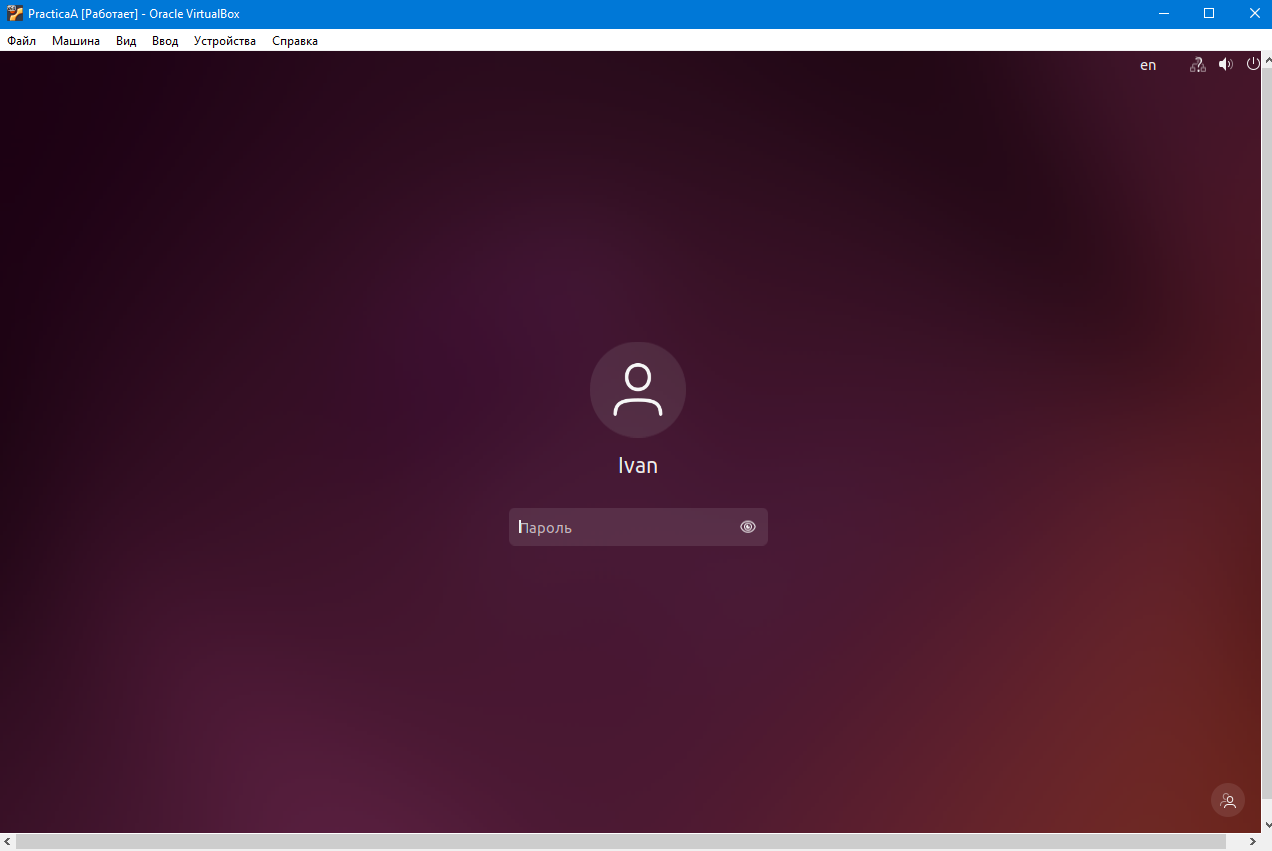 PracticaA [Работает] - Oracle VirtualBox
Файл Машина Вид Ввод Устройства Справка
en
Ivan
Пароль